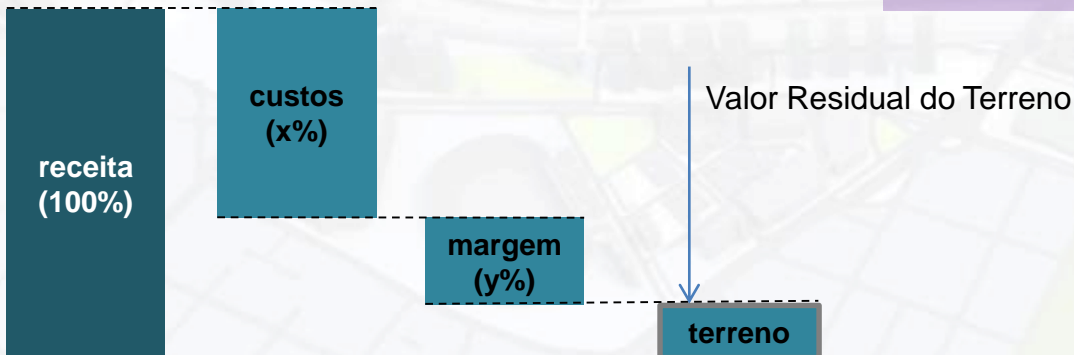 receita
(100%)
custos
(x%)
margem
(y%)
terreno
Valor Residual do Terreno